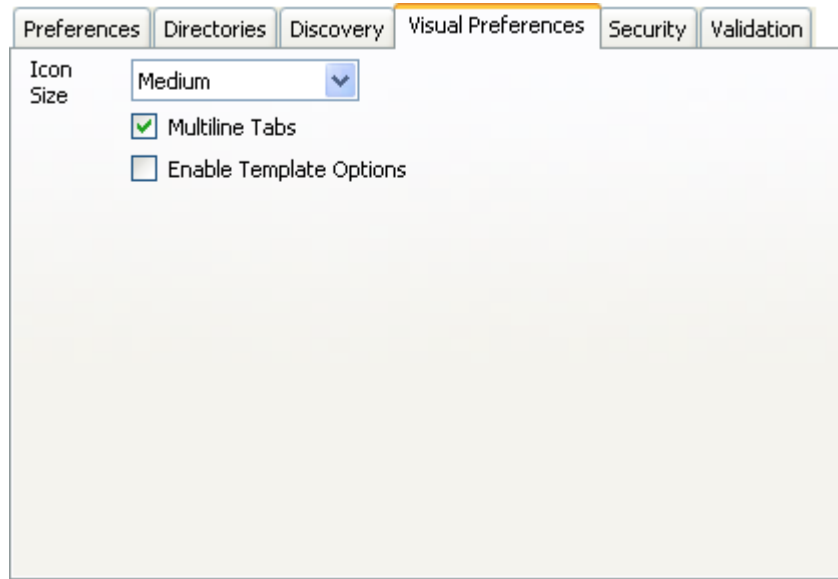 Preferences Directories Discovery Visual Preferences Security Validation
Icon
Size
Medium
Multiline Tabs
Enable Template Options